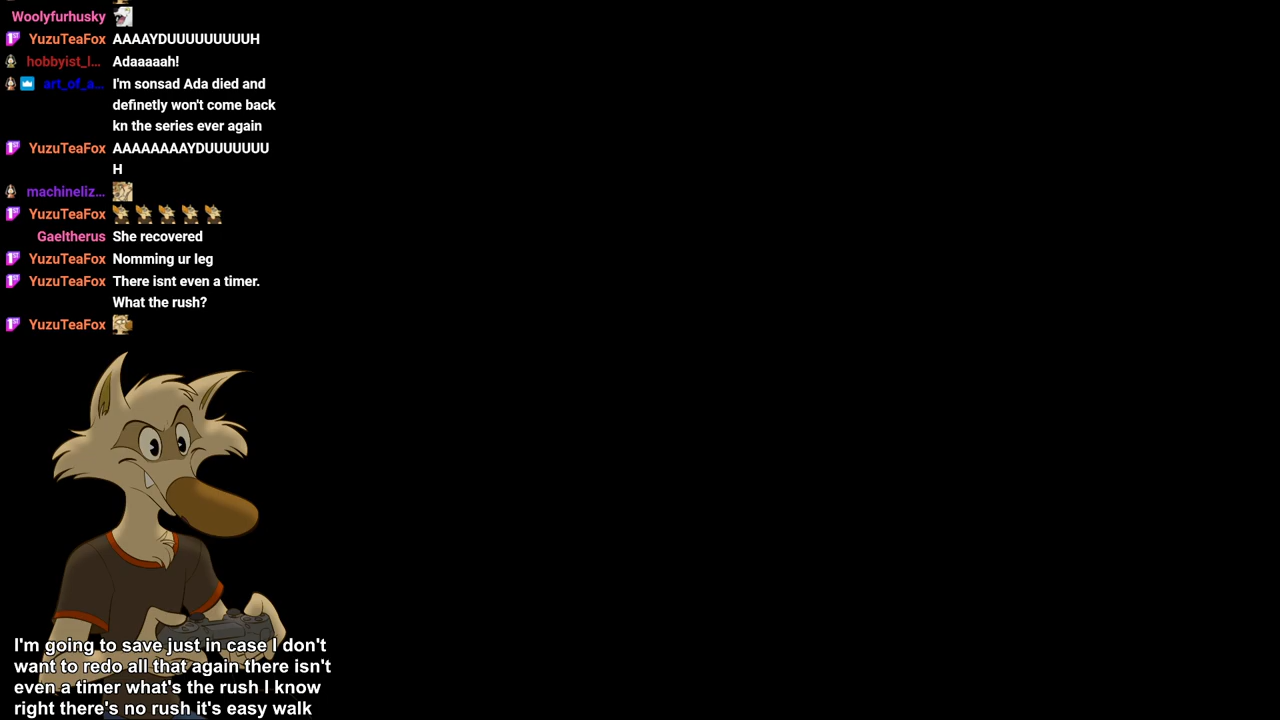 Woolyfurhusky
YuzuTeaFox AAAAYDUUUUUUUUUH
hobbyist_l… Adaaaaah!
art_of_a… I'm sonsad Ada died and
definetly won't come back
kn the series ever again
YuzuTeaFox AAAAAAAAYDUUUUUUU
H
machineliz…
YuzuTeaFox
Gaeltherus She recovered
YuzuTeaFox Nomming ur leg
YuzuTeaFox There isnt even a timer.
What the rush?
YuzuTeaFox
I'm going to save just in case I don't
want to redo all that again there isn't
even a timer what's the rush I know
right there's no rush it's easy walk